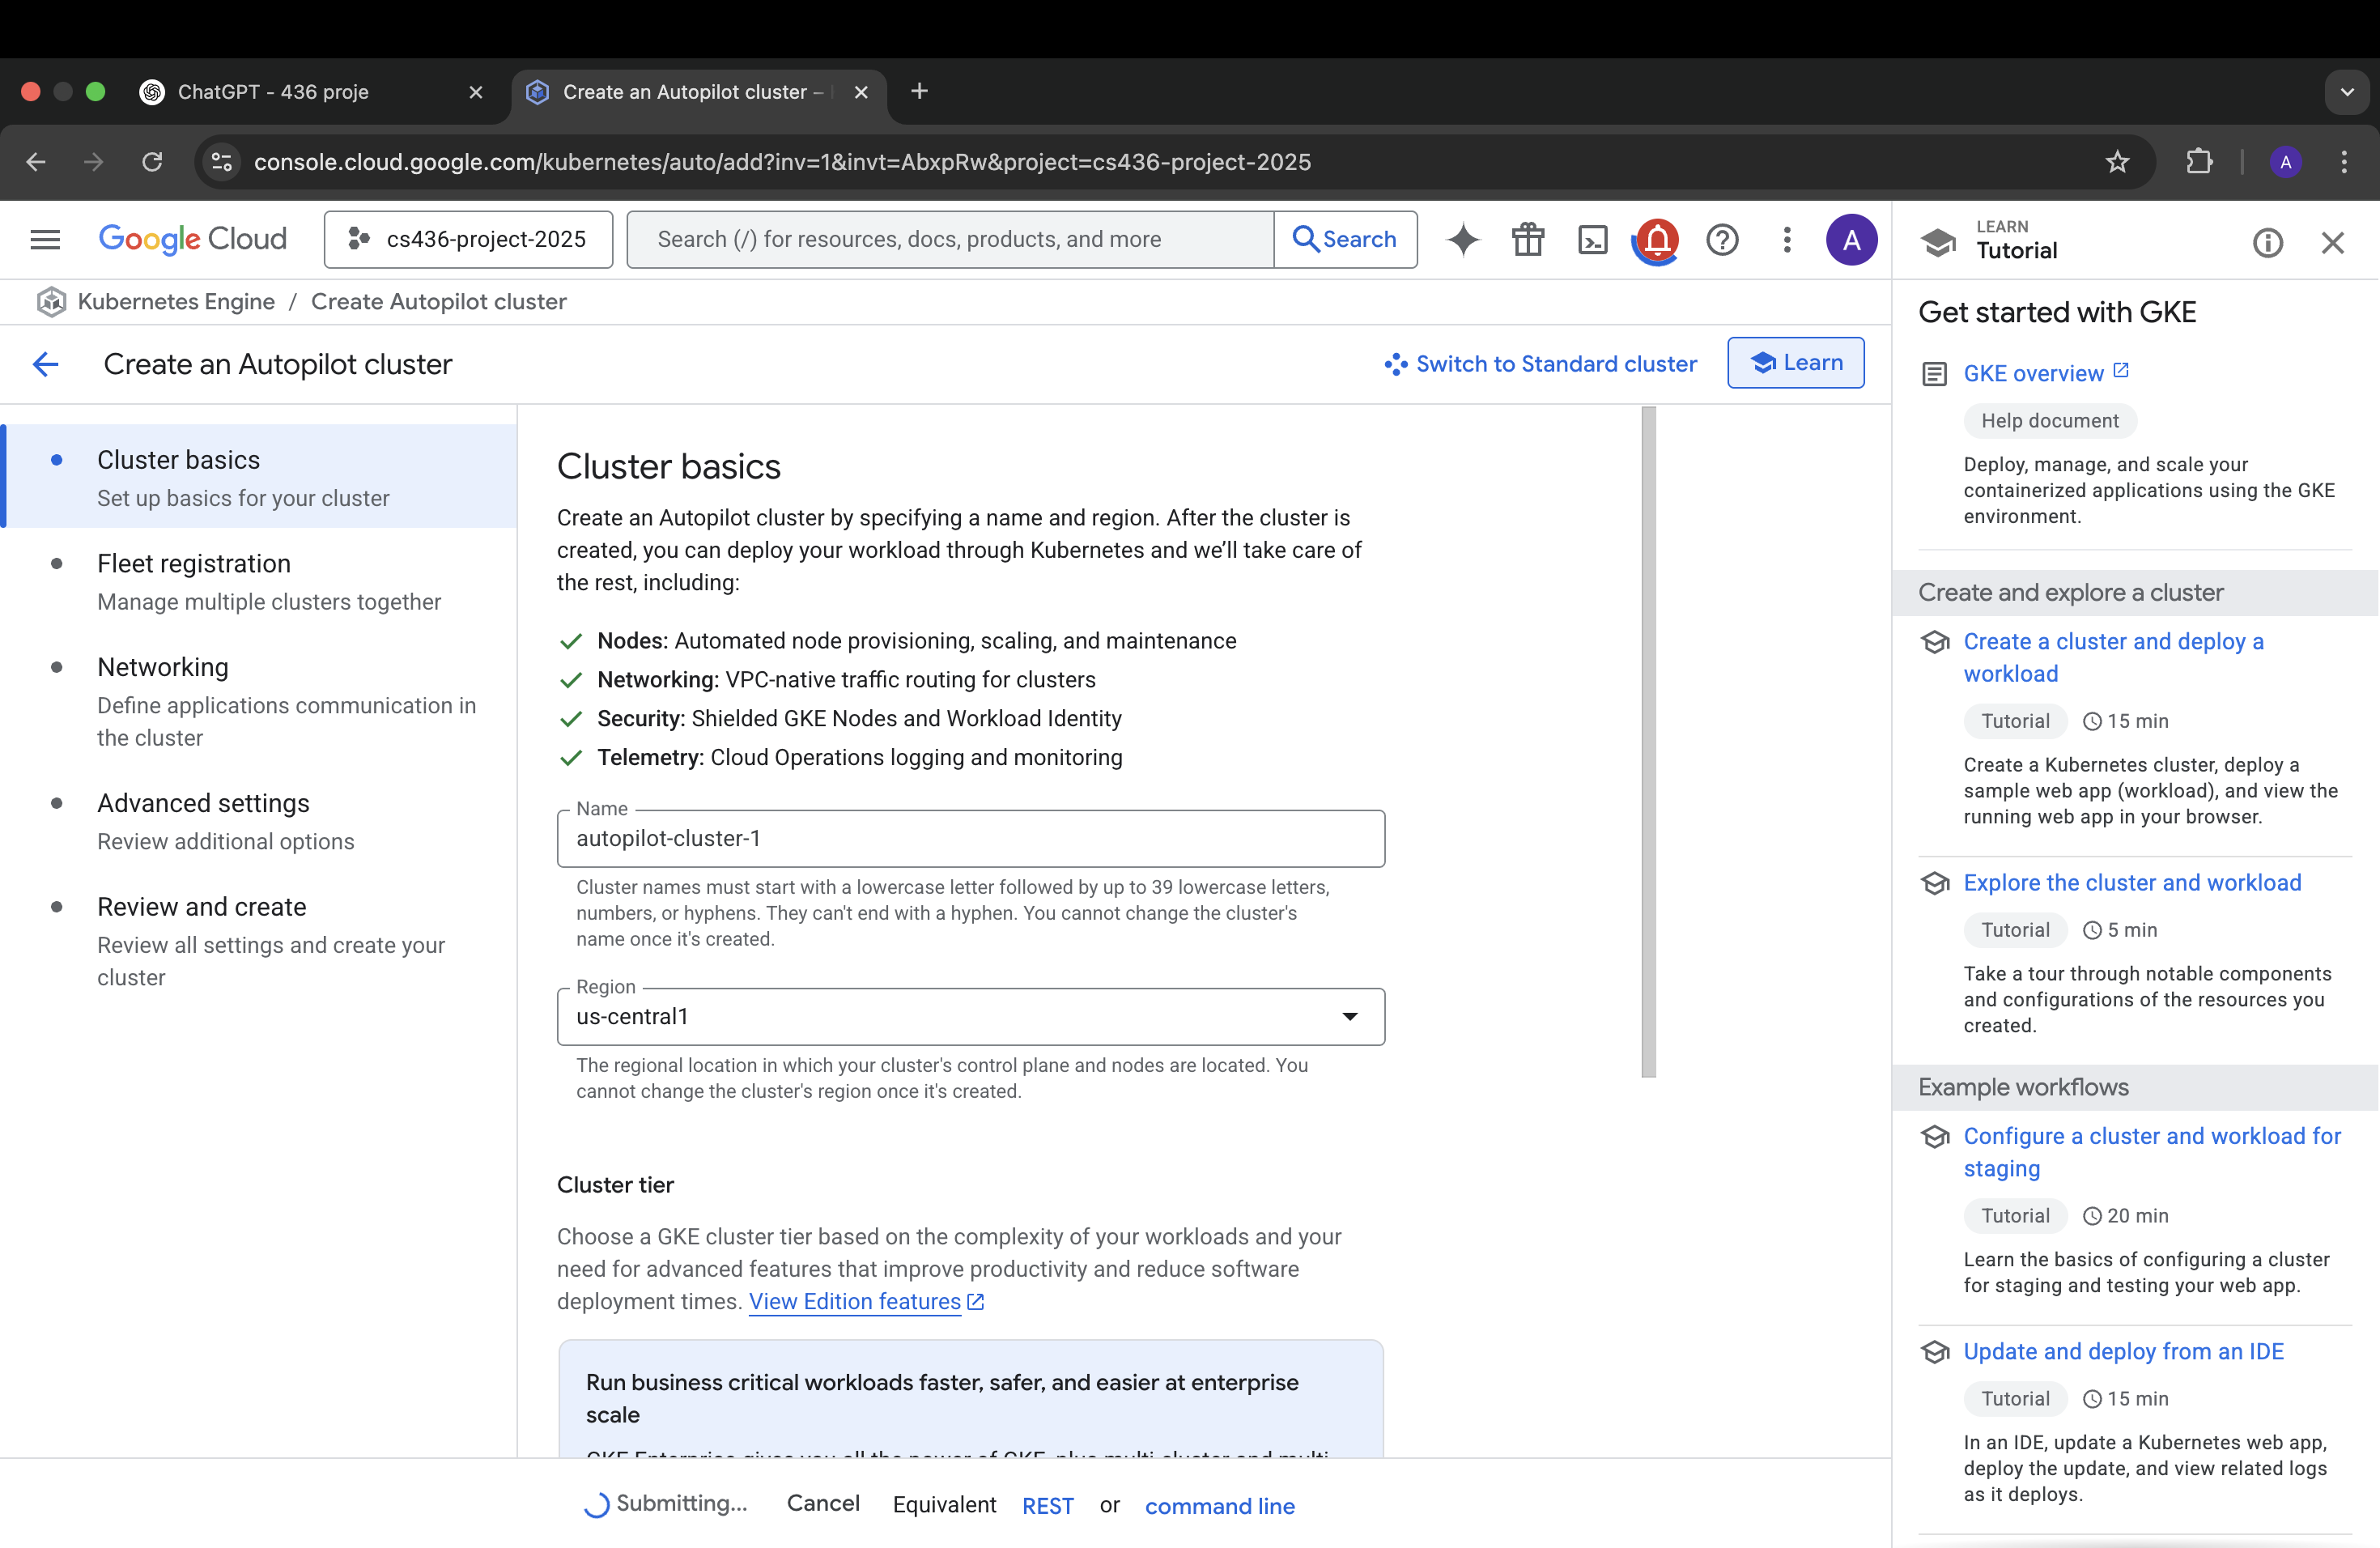 ChatGPT - 436 proje
Create an Autopilot cluster –
console.cloud.google.com/kubernetes/auto/add?inv=1&invt=AbxpRw&project=cs436-project-2025
A
Google Cloud
cs436-project-2025
Search (/) for resources, docs, products, and more
Search
A
Kubernetes Engine / Create Autopilot cluster
Create an Autopilot cluster
Switch to Standard cluster
Learn
Cluster basics
Set up basics for your cluster
Fleet registration
Manage multiple clusters together
Networking
Define applications communication in
the cluster
Advanced settings
Review additional options
Review and create
Review all settings and create your
cluster
Cluster basics
Create an Autopilot cluster by specifying a name and region. After the cluster is
created, you can deploy your workload through Kubernetes and we’ll take care of
the rest, including:
Nodes: Automated node provisioning, scaling, and maintenance
Networking: VPC-native traffic routing for clusters
Security: Shielded GKE Nodes and Workload Identity
Telemetry: Cloud Operations logging and monitoring
Name
autopilot-cluster-1
Cluster names must start with a lowercase letter followed by up to 39 lowercase letters,
numbers, or hyphens. They can't end with a hyphen. You cannot change the cluster's
name once it's created.
Region
us-central1
The regional location in which your cluster's control plane and nodes are located. You
cannot change the cluster's region once it's created.
Cluster tier
Choose a GKE cluster tier based on the complexity of your workloads and your
need for advanced features that improve productivity and reduce software
deployment times. View Edition features
Run business critical workloads faster, safer, and easier at enterprise
scale
GKE Enterprise gives you all the power of GKE, plus multi-cluster and multi-
Submitting...
Cancel
Equivalent REST or command line
LEARN
Tutorial
Get started with GKE
GKE overview
Help document
Deploy, manage, and scale your
containerized applications using the GKE
environment.
Create and explore a cluster
Create a cluster and deploy a
workload
Tutorial 15 min
Create a Kubernetes cluster, deploy a
sample web app (workload), and view the
running web app in your browser.
Explore the cluster and workload
Tutorial 5 min
Take a tour through notable components
and configurations of the resources you
created.
Example workflows
Configure a cluster and workload for
staging
Tutorial 20 min
Learn the basics of configuring a cluster
for staging and testing your web app.
Update and deploy from an IDE
Tutorial 15 min
In an IDE, update a Kubernetes web app,
deploy the update, and view related logs
as it deploys.